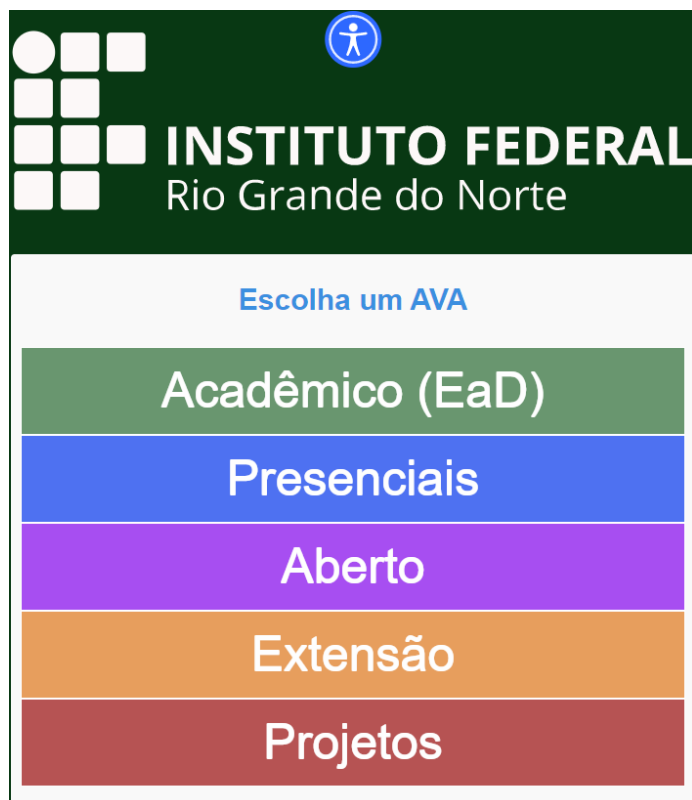 INSTITUTO FEDERAL
Rio Grande do Norte
Escolha um AVA
Acadêmico (EaD)
Presenciais
Aberto
Extensão
Projetos